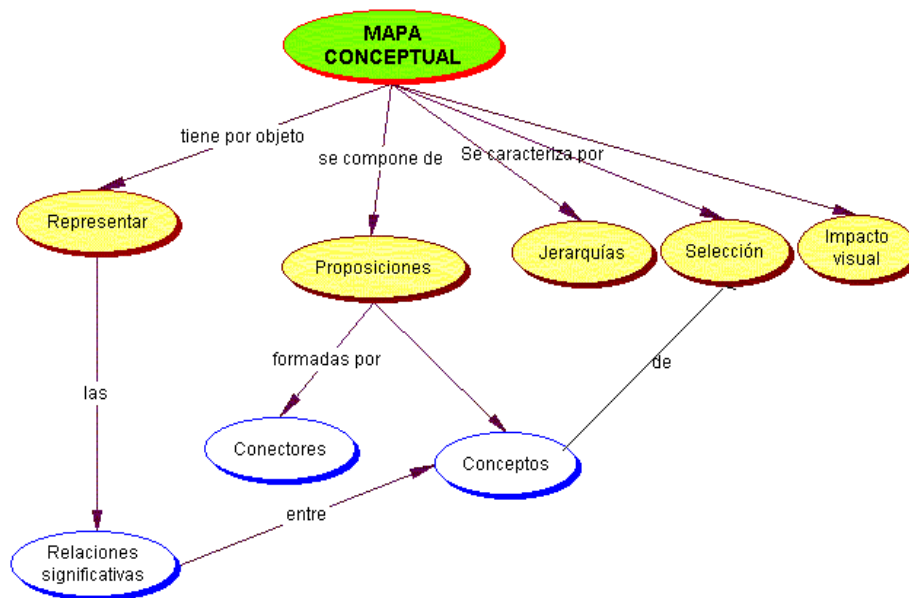 MAPA
CONCEPTUAL
tiene por objeto
se compone de
Se caracteriza por
Representar
Proposiciones
Jerarquías
Selección
Impacto
visual
formadas por
de
las
Conectores
Conceptos
entre
Relaciones
significativas